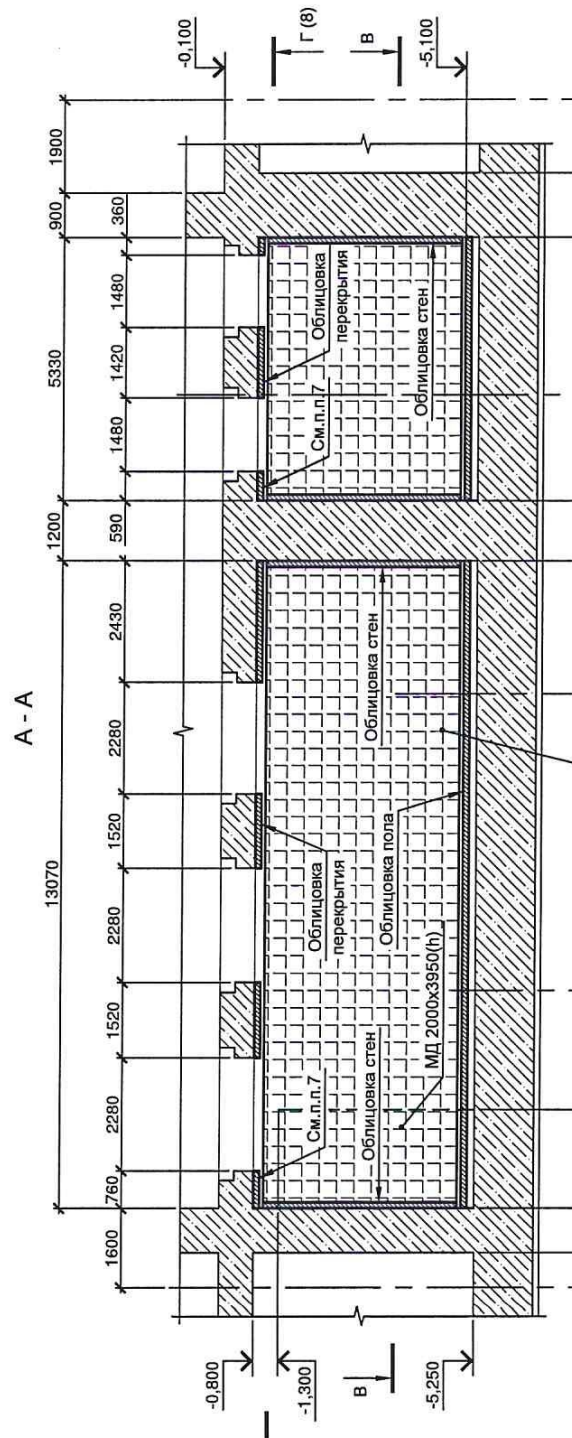 А - А
13070
1200
5330
900
1900
1600
760
2280
1520
2280
1520
2280
2430
590
1480
1420
1480
360
-0,800
-1,300
В
-5,250
-0,100
Г (8)
В
-5,100
См.п.п.7
Облицовка
перекрытия
См.п.п.7
Облицовка
перекрытия
Облицовка стен
МД 2000х3950(h)
Облицовка пола
Облицовка стен
Облицовка стен